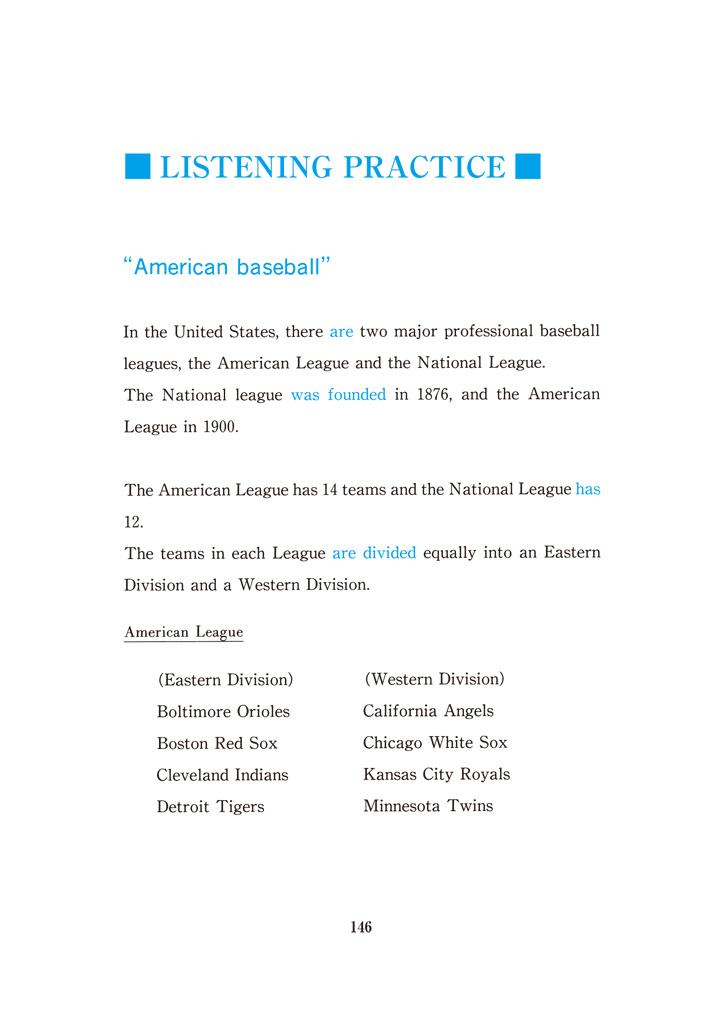 ■ LISTENING PRACTICE ■
“American baseball”
In the United States, there are two major professional baseball
leagues, the American League and the National League.
The National league was founded in 1876, and the American
League in 1900.
The American League has 14 teams and the National League has
12.
The teams in each League are divided equally into an Eastern
Division and a Western Division.
American League
(Eastern Division) (Western Division)
Boltimore Orioles California Angels
Boston Red Sox Chicago White Sox
Cleveland Indians Kansas City Royals
Detroit Tigers Minnesota Twins
146